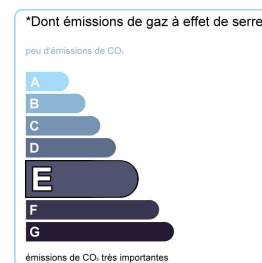 *Dont émissions de gaz à effet de serre
peu d'émissions de CO₂
A
B
C
D
E
F
G
émissions de CO₂ très importantes